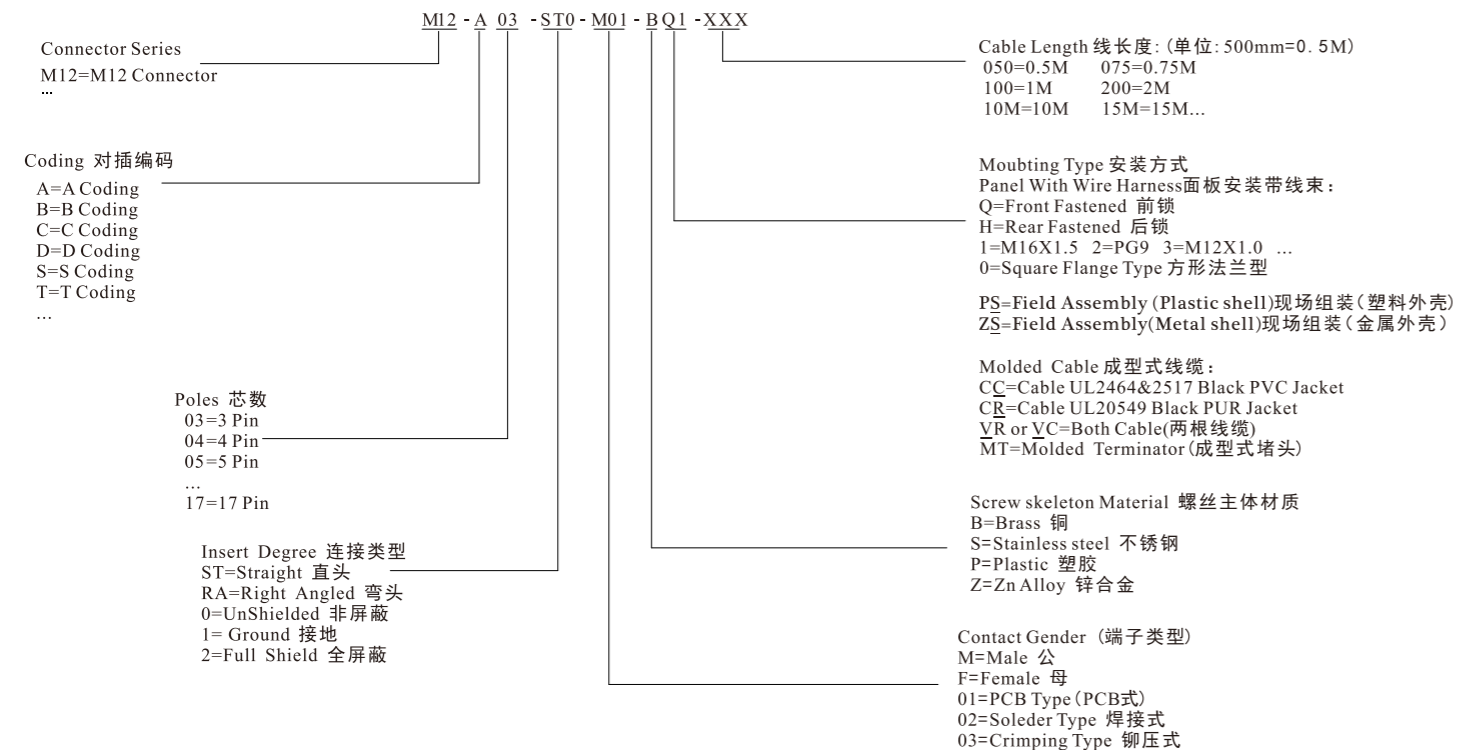 M12 - A 03 - ST0 - M01 - B Q1 -XXX
Connector Series
M12=M12 Connector
...
Coding 对插编码
A=A Coding
B=B Coding
C=C Coding
D=D Coding
S=S Coding
T=T Coding
...
Poles 芯数
03=3 Pin
04=4 Pin
05=5 Pin
...
17=17 Pin
Insert Degree 连接类型
ST=Straight 直头
RA=Right Angled 弯头
0=UnShielded 非屏蔽
1= Ground 接地
2=Full Shield 全屏蔽
Cable Length 线长度: (单位: 500mm=0. 5M)
050=0.5M 075=0.75M
100=1M 200=2M
10M=10M 15M=15M...
Moubting Type 安装方式
Panel With Wire Harness面板安装带线束：
Q=Front Fastened 前锁
H=Rear Fastened 后锁
1=M16X1.5 2=PG9 3=M12X1.0 ...
0=Square Flange Type 方形法兰型
PS=Field Assembly (Plastic shell)现场组装(塑料外壳)
ZS=Field Assembly(Metal shell)现场组装(金属外壳)
Molded Cable 成型式线缆：
CC=Cable UL2464&2517 Black PVC Jacket
CR=Cable UL20549 Black PUR Jacket
VR or VC=Both Cable(两根线缆)
MT=Molded Terminator(成型式堵头)
Screw skeleton Material 螺丝主体材质
B=Brass 铜
S=Stainless steel 不锈钢
P=Plastic 塑胶
Z=Zn Alloy 锌合金
Contact Gender (端子类型)
M=Male 公
F=Female 母
01=PCB Type(PCB式)
02=Soleder Type 焊接式
03=Crimping Type 铆压式